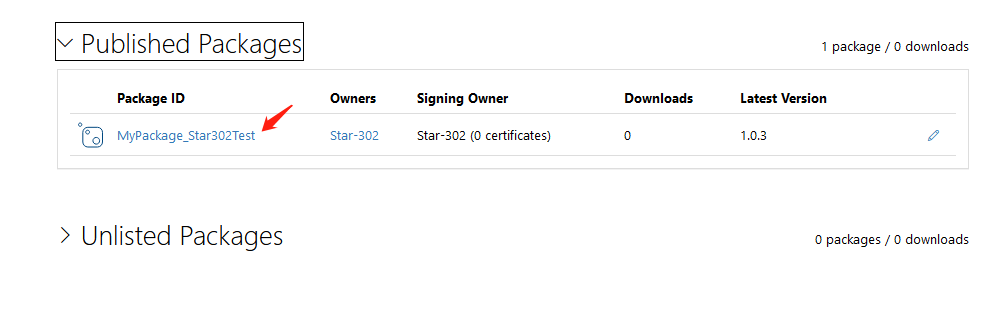 Published Packages
1 package / 0 downloads
Package ID Owners Signing Owner Downloads Latest Version
MyPackage_Star302Test Star-302 Star-302 (0 certificates) 0 1.0.3
Unlisted Packages
0 packages / 0 downloads